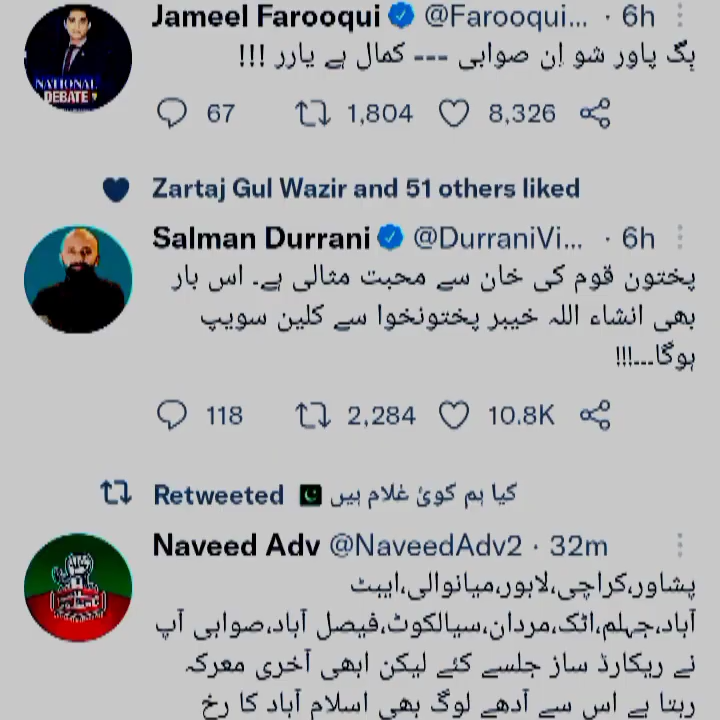 Jameel Farooqui @Farooqui... · 6h
بِگ پاور شو اِن صوابی --- کمال ہے یارر !!!
67 1,804 8,326
NATIONAL
DEBATE
Zartaj Gul Wazir and 51 others liked
Salman Durrani @DurraniVi... · 6h
پختون قوم کی خان سے محبت مثالی ہے۔ اس بار
بھی انشاء اللہ خیبر پختونخوا سے کلین سویپ
ہوگا۔۔۔!!!
118 2,284 10.8K
Retweeted کیا ہم کوئ غلام ہیں
Naveed Adv @NaveedAdv2 · 32m
پشاور،کراچی،لاہور،میانوالی،ایبٹ
آباد،جہلم،اٹک،مردان،سیالکوٹ،فیصل آباد،صوابی آپ
نے ریکارڈ ساز جلسے کئے لیکن ابھی آخری معرکہ
رہتا ہے اس سے آدھے لوگ بھی اسلام آباد کا رخ